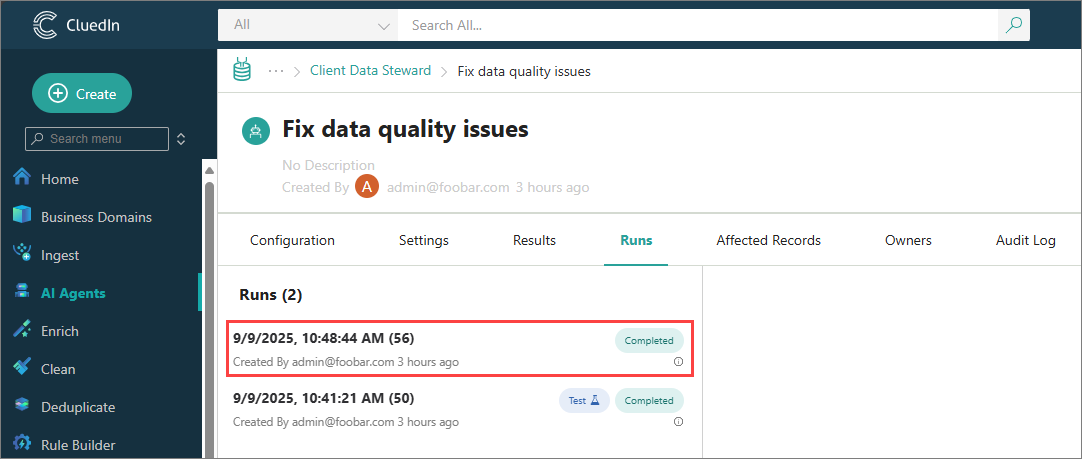 CluedIn
All
Search All...
Create
Search menu
Home
Business Domains
Ingest
AI Agents
Enrich
Clean
Deduplicate
Rule Builder
··· > Client Data Steward > Fix data quality issues
Fix data quality issues
No Description
Created By A admin@foobar.com 3 hours ago
Configuration Settings Results Runs Affected Records Owners Audit Log
Runs (2)
9/9/2025, 10:48:44 AM (56) Completed
Created By admin@foobar.com 3 hours ago
9/9/2025, 10:41:21 AM (50) Test Completed
Created By admin@foobar.com 3 hours ago